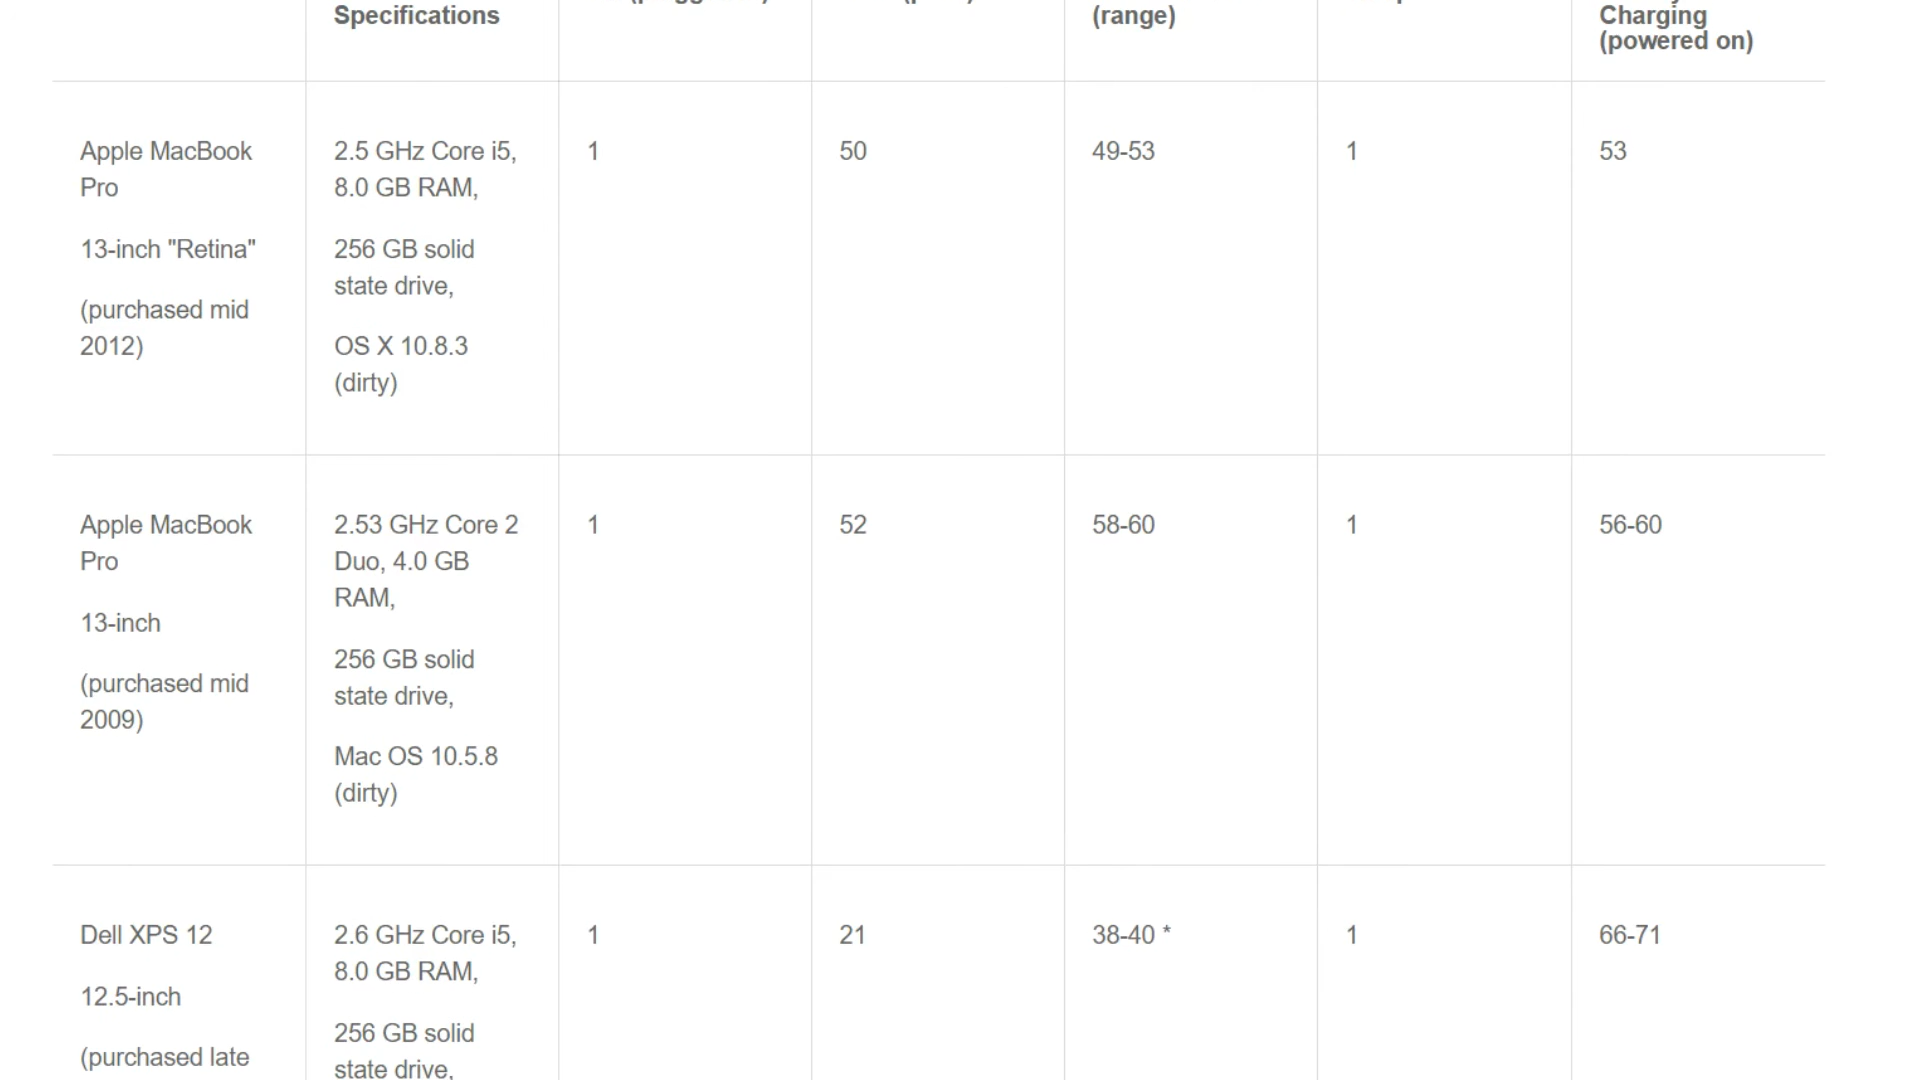 Specifications
(range)
Charging
(powered on)
Apple MacBook
Pro
13-inch "Retina"
(purchased mid
2012)
2.5 GHz Core i5,
8.0 GB RAM,
256 GB solid
state drive,
OS X 10.8.3
(dirty)
1
50
49-53
1
53
Apple MacBook
Pro
13-inch
(purchased mid
2009)
2.53 GHz Core 2
Duo, 4.0 GB
RAM,
256 GB solid
state drive,
Mac OS 10.5.8
(dirty)
1
52
58-60
1
56-60
Dell XPS 12
12.5-inch
(purchased late
2.6 GHz Core i5,
8.0 GB RAM,
256 GB solid
state drive,
1
21
38-40 *
1
66-71